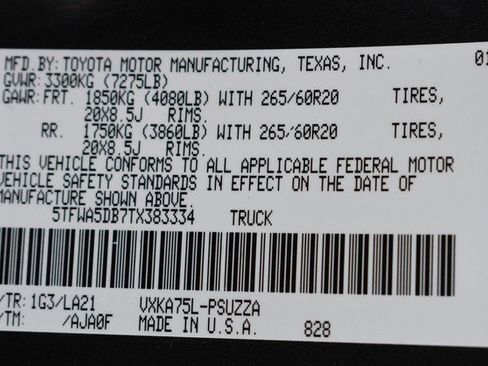 MFD.BY: TOYOTA MOTOR MANUFACTURING, TEXAS, INC. 01
GVWR: 3300KG (7275LB)
GAWR: FRT. 1850KG (4080LB) WITH 265/60R20 TIRES,
20X8.5J RIMS.
RR. 1750KG (3860LB) WITH 265/60R20 TIRES,
20X8.5J RIMS.
THIS VEHICLE CONFORMS TO ALL APPLICABLE FEDERAL MOTOR
VEHICLE SAFETY STANDARDS IN EFFECT ON THE DATE OF
MANUFACTURE SHOWN ABOVE.
5TFWA5DB7TX383334 TRUCK
/TR: 1G3/LA21 VXKA75L-PSUZZA
/TM: /AJA0F MADE IN U.S.A. 828